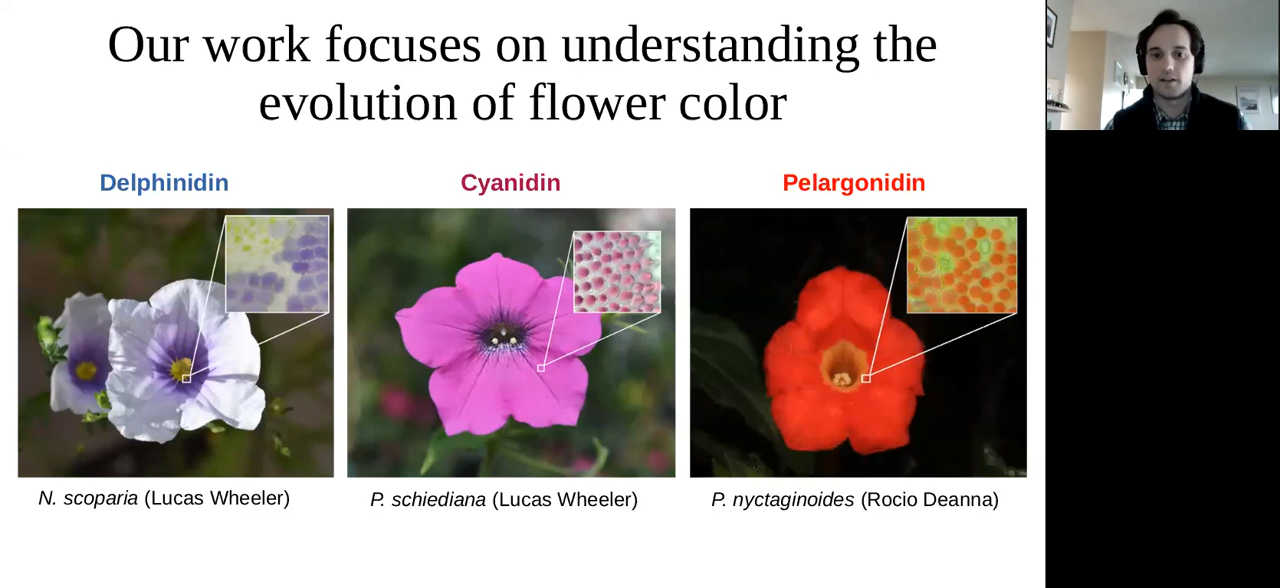 Our work focuses on understanding the
evolution of flower color
Delphinidin
Cyanidin
Pelargonidin
N. scoparia (Lucas Wheeler)
P. schiediana (Lucas Wheeler)
P. nyctaginoides (Rocio Deanna)